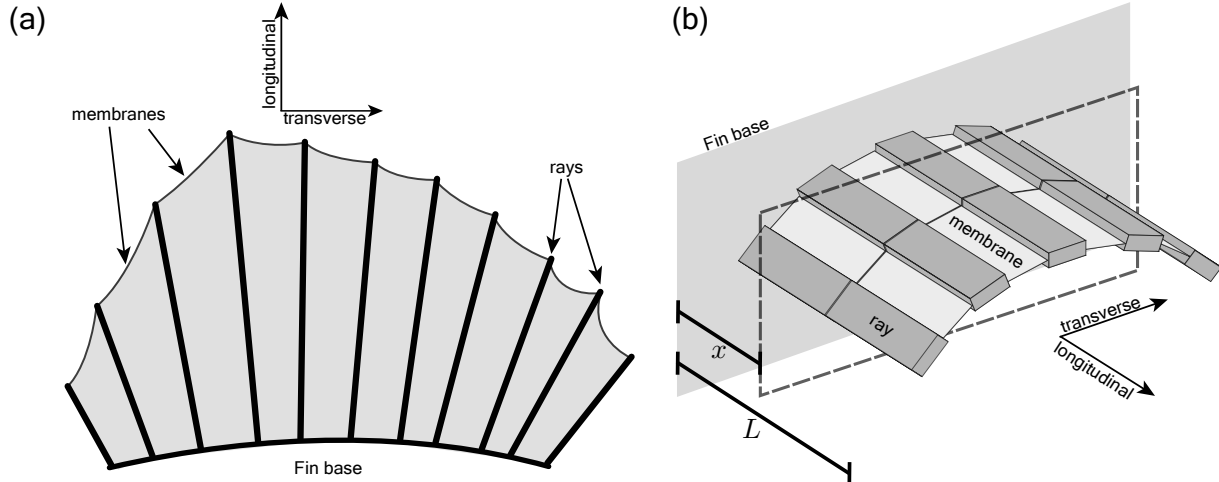 (a)
longitudinal
transverse
membranes
rays
Fin base
(b)
Fin base
membrane
ray
transverse
longitudinal
x
L